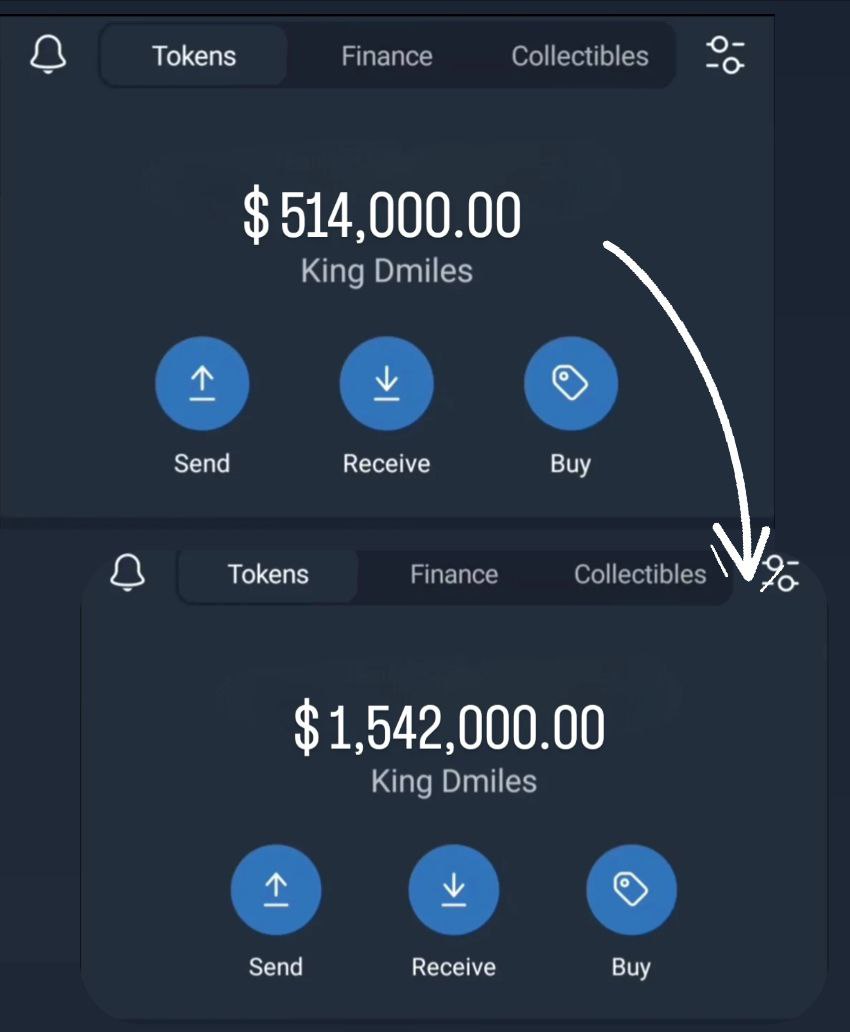 Tokens Finance Collectibles
$ 514,000.00
King Dmiles
Send Receive Buy
Tokens Finance Collectibles
$ 1,542,000.00
King Dmiles
Send Receive Buy